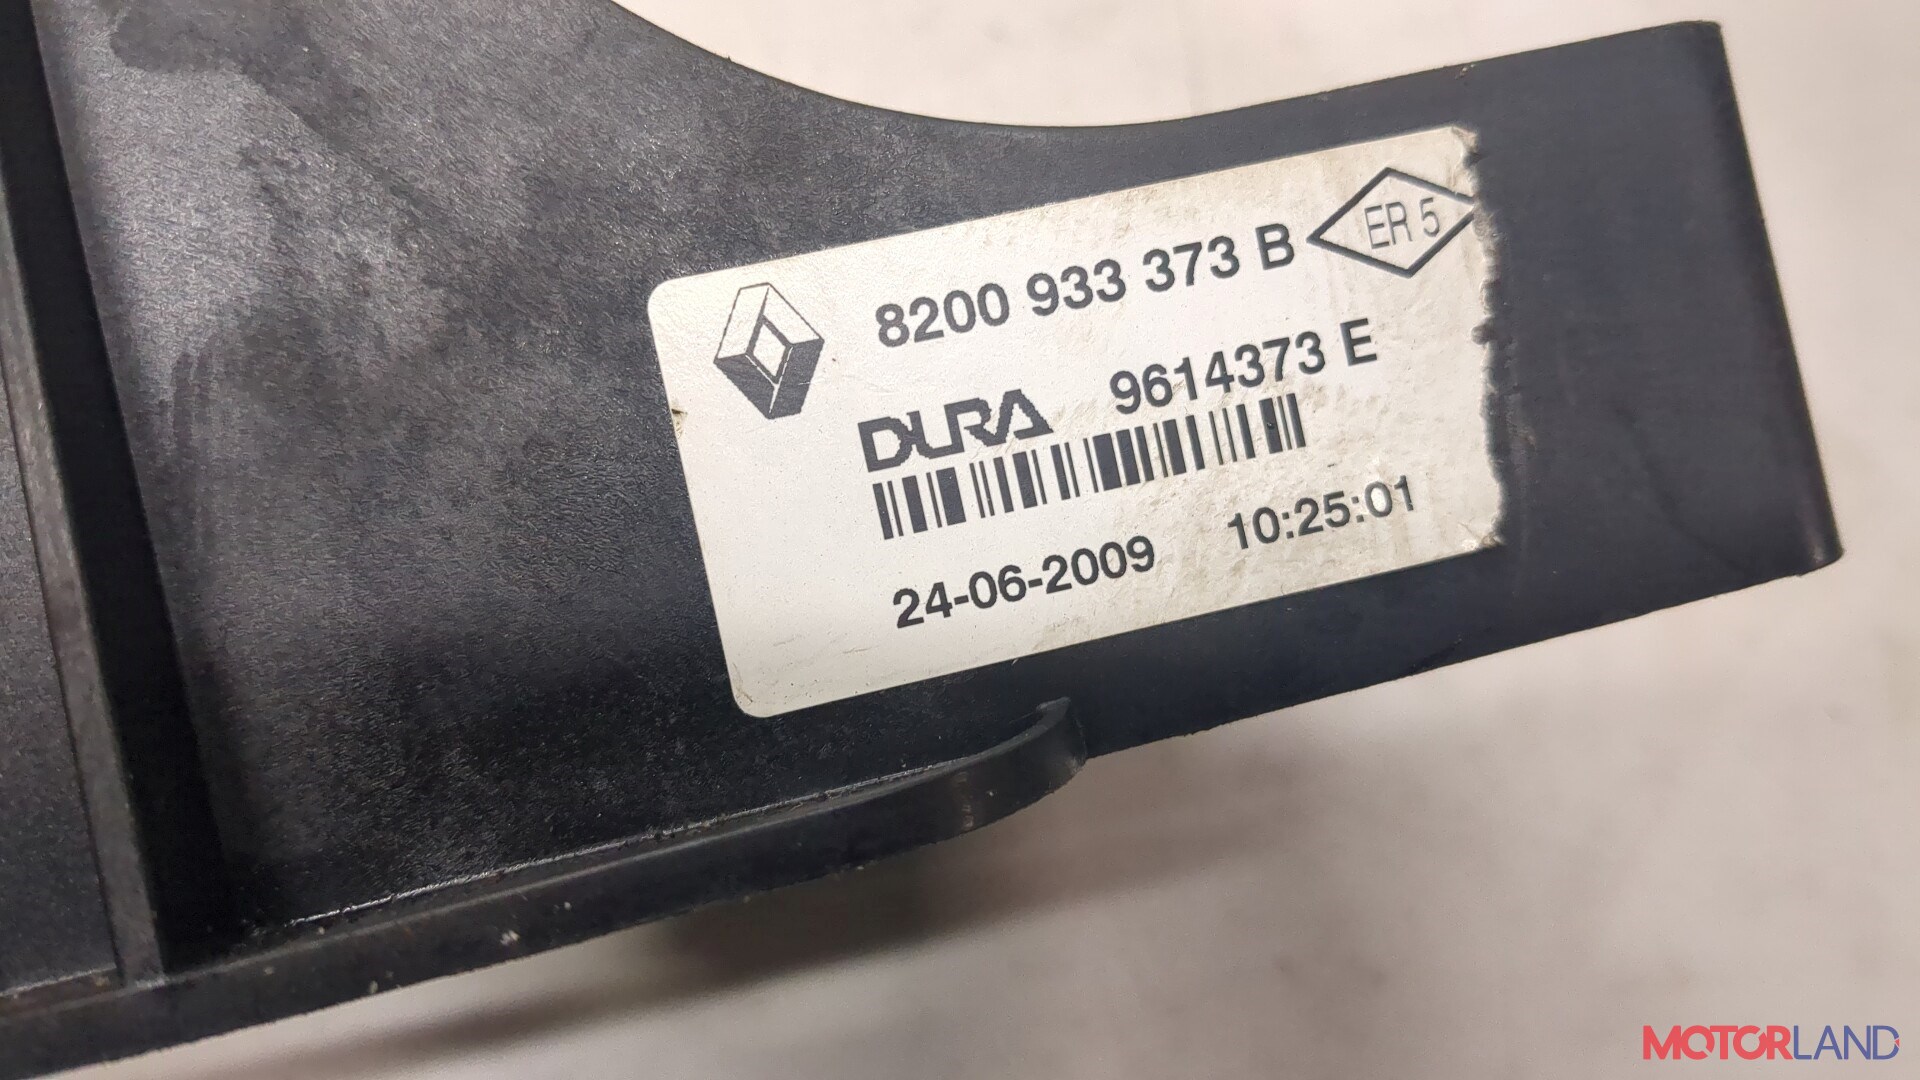 8200 933 373 B
ER 5
DURA 9614373 E
24-06-2009 10:25:01
MOTORLAND